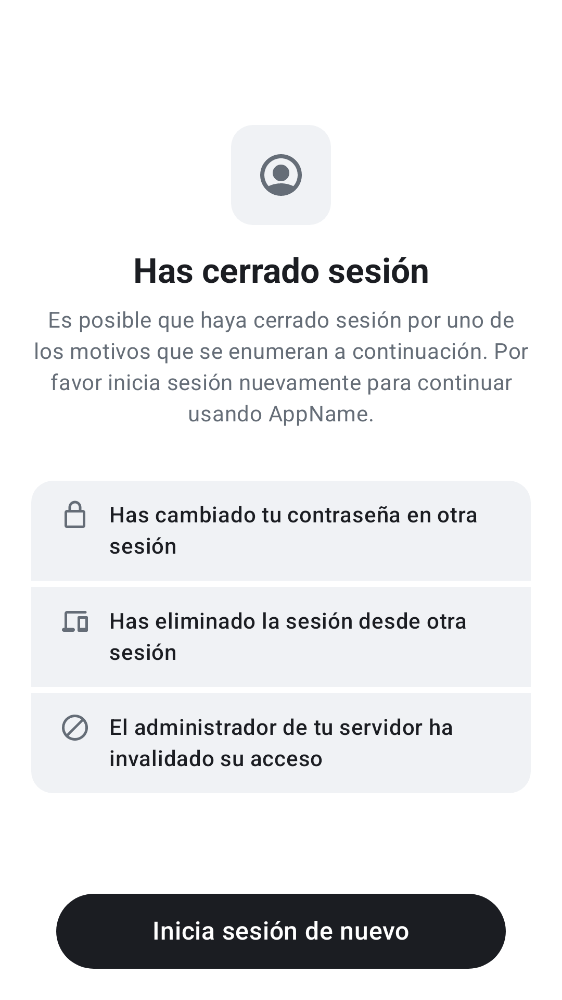 Has cerrado sesión
Es posible que haya cerrado sesión por uno de
los motivos que se enumeran a continuación. Por
favor inicia sesión nuevamente para continuar
usando AppName.
Has cambiado tu contraseña en otra
sesión
Has eliminado la sesión desde otra
sesión
El administrador de tu servidor ha
invalidado su acceso
Inicia sesión de nuevo